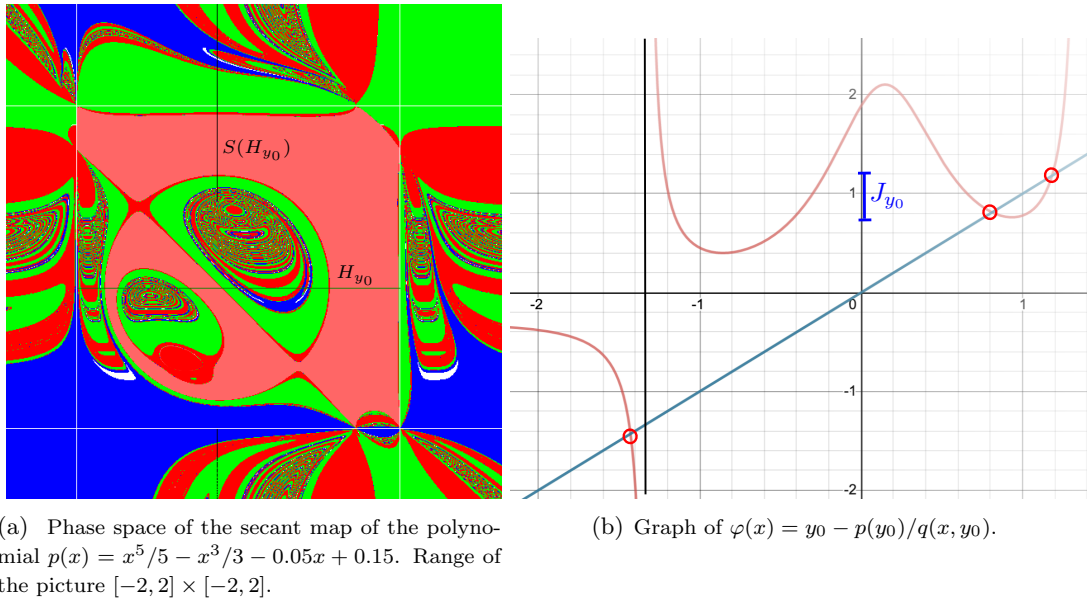 S(H_{y_0})
H_{y_0}
2
1
J_{y_0}
-2
-1
0
1
-1
-2
(a) Phase space of the secant map of the polyno-
mial p(x) = x^5/5 − x^3/3 − 0.05x + 0.15. Range of
the picture [−2, 2] × [−2, 2].
(b) Graph of φ(x) = y_0 − p(y_0)/q(x, y_0).